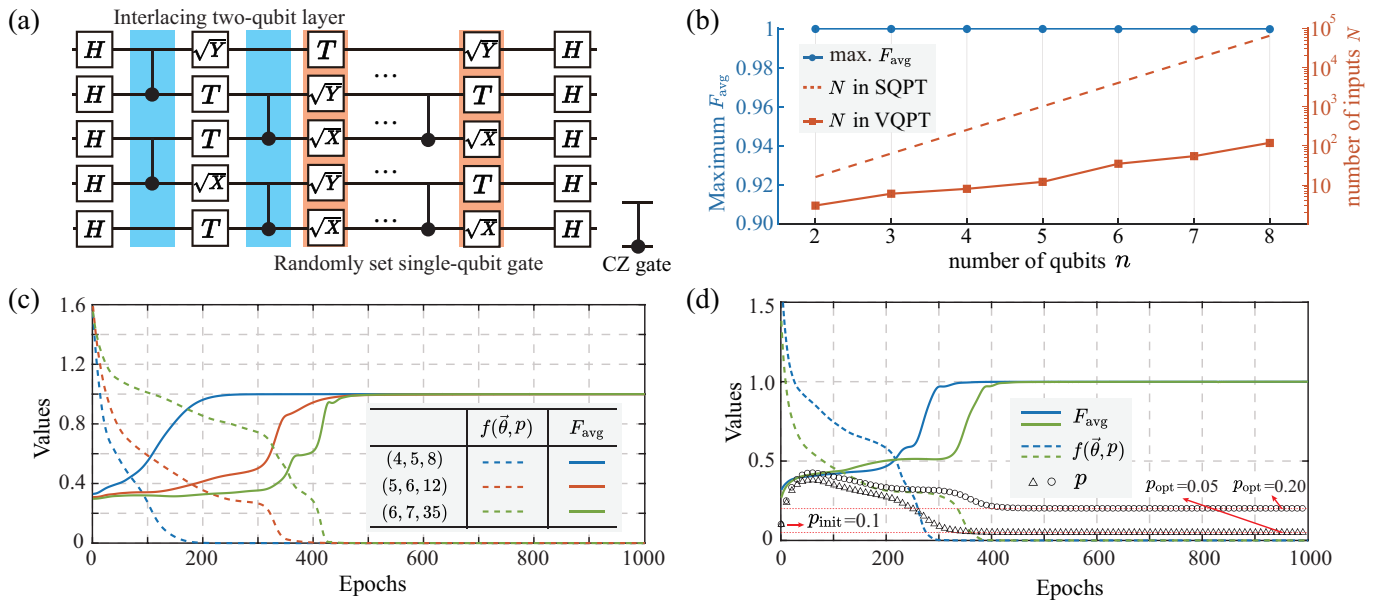 (a)
Interlacing two-qubit layer
H √Y T √Y H
...
H T √Y T H
...
H T √X √X H
...
H √X √Y T H
...
H T √X √X H
Randomly set single-qubit gate
CZ gate
(b)
Maximum F_avg
1
0.98
0.96
0.94
0.92
0.90
max. F_avg
N in SQPT
N in VQPT
10^5
10^4
10^3
10^2
10
number of inputs N
2 3 4 5 6 7 8
number of qubits n
(c)
Values
1.6
1.2
0.8
0.4
0
f(θ⃗, p) F_avg
(4, 5, 8)
(5, 6, 12)
(6, 7, 35)
0 200 400 600 800 1000
Epochs
(d)
Values
1.5
1.0
0.5
0
F_avg
f(θ⃗, p)
p
p_opt=0.05 p_opt=0.20
p_init=0.1
0 200 400 600 800 1000
Epochs